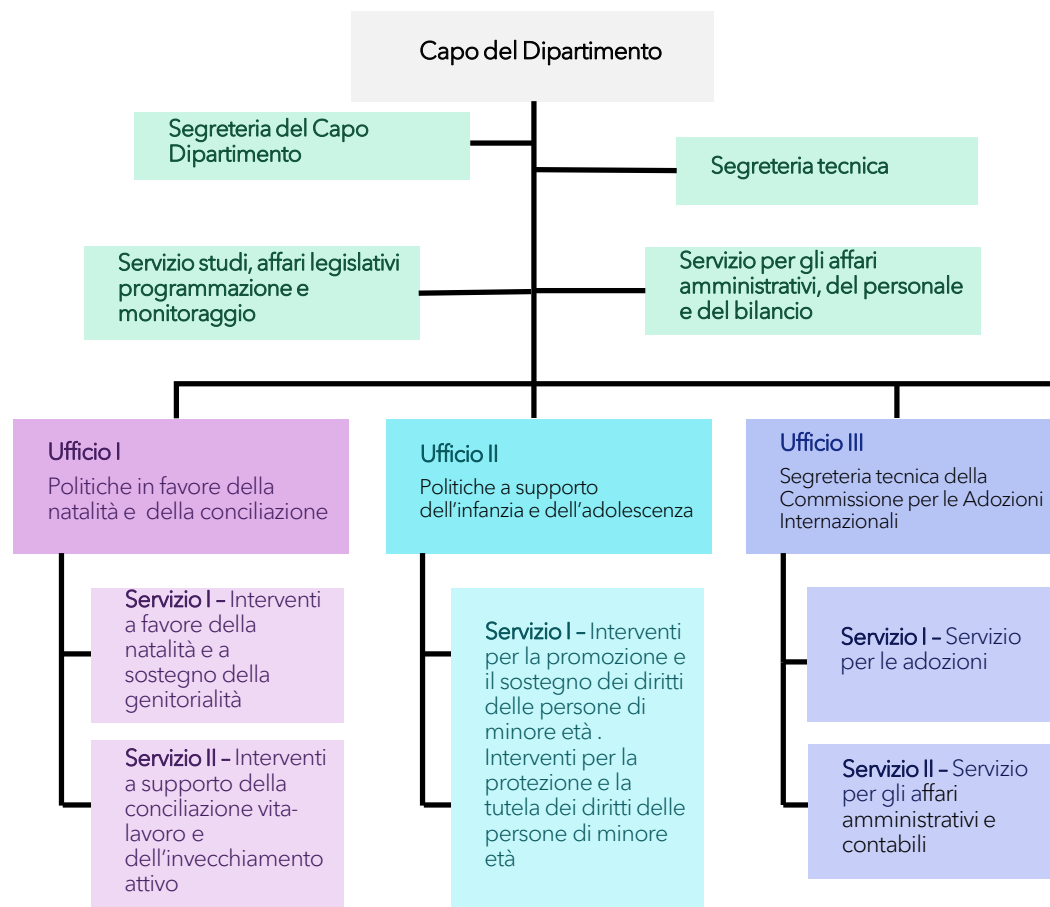 Capo del Dipartimento
Segreteria del Capo
Dipartimento
Segreteria tecnica
Servizio studi, affari legislativi
programmazione e
monitoraggio
Servizio per gli affari
amministrativi, del personale
e del bilancio
Ufficio I
Politiche in favore della
natalità e della conciliazione
Servizio I – Interventi
a favore della
natalità e a
sostegno della
genitorialità
Servizio II – Interventi
a supporto della
conciliazione vita-
lavoro e
dell'invecchiamento
attivo
Ufficio II
Politiche a supporto
dell'infanzia e dell'adolescenza
Servizio I – Interventi
per la promozione e
il sostegno dei diritti
delle persone di
minore età .
Interventi per la
protezione e la
tutela dei diritti delle
persone di minore
età
Ufficio III
Segreteria tecnica della
Commissione per le Adozioni
Internazionali
Servizio I – Servizio
per le adozioni
Servizio II – Servizio
per gli affari
amministrativi e
contabili